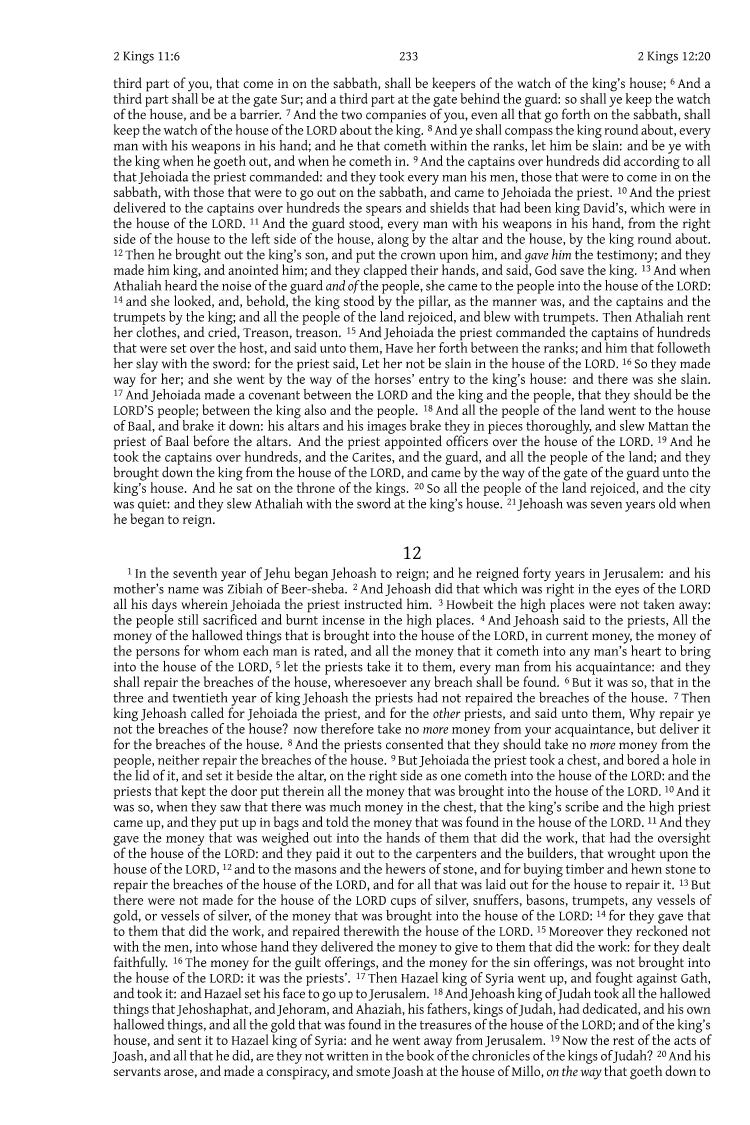 2 Kings 11:6 233 2 Kings 12:20
third part of you, that come in on the sabbath, shall be keepers of the watch of the king’s house; 6 And a
third part shall be at the gate Sur; and a third part at the gate behind the guard: so shall ye keep the watch
of the house, and be a barrier. 7 And the two companies of you, even all that go forth on the sabbath, shall
keep the watch of the house of the LORD about the king. 8 And ye shall compass the king round about, every
man with his weapons in his hand; and he that cometh within the ranks, let him be slain: and be ye with
the king when he goeth out, and when he cometh in. 9 And the captains over hundreds did according to all
that Jehoiada the priest commanded: and they took every man his men, those that were to come in on the
sabbath, with those that were to go out on the sabbath, and came to Jehoiada the priest. 10 And the priest
delivered to the captains over hundreds the spears and shields that had been king David’s, which were in
the house of the LORD. 11 And the guard stood, every man with his weapons in his hand, from the right
side of the house to the left side of the house, along by the altar and the house, by the king round about.
12 Then he brought out the king’s son, and put the crown upon him, and gave him the testimony; and they
made him king, and anointed him; and they clapped their hands, and said, God save the king. 13 And when
Athaliah heard the noise of the guard and of the people, she came to the people into the house of the LORD:
14 and she looked, and, behold, the king stood by the pillar, as the manner was, and the captains and the
trumpets by the king; and all the people of the land rejoiced, and blew with trumpets. Then Athaliah rent
her clothes, and cried, Treason, treason. 15 And Jehoiada the priest commanded the captains of hundreds
that were set over the host, and said unto them, Have her forth between the ranks; and him that followeth
her slay with the sword: for the priest said, Let her not be slain in the house of the LORD. 16 So they made
way for her; and she went by the way of the horses’ entry to the king’s house: and there was she slain.
17 And Jehoiada made a covenant between the LORD and the king and the people, that they should be the
LORD’S people; between the king also and the people. 18 And all the people of the land went to the house
of Baal, and brake it down: his altars and his images brake they in pieces thoroughly, and slew Mattan the
priest of Baal before the altars. And the priest appointed officers over the house of the LORD. 19 And he
took the captains over hundreds, and the Carites, and the guard, and all the people of the land; and they
brought down the king from the house of the LORD, and came by the way of the gate of the guard unto the
king’s house. And he sat on the throne of the kings. 20 So all the people of the land rejoiced, and the city
was quiet: and they slew Athaliah with the sword at the king’s house. 21 Jehoash was seven years old when
he began to reign.
12
1 In the seventh year of Jehu began Jehoash to reign; and he reigned forty years in Jerusalem: and his
mother’s name was Zibiah of Beer-sheba. 2 And Jehoash did that which was right in the eyes of the LORD
all his days wherein Jehoiada the priest instructed him. 3 Howbeit the high places were not taken away:
the people still sacrificed and burnt incense in the high places. 4 And Jehoash said to the priests, All the
money of the hallowed things that is brought into the house of the LORD, in current money, the money of
the persons for whom each man is rated, and all the money that it cometh into any man’s heart to bring
into the house of the LORD, 5 let the priests take it to them, every man from his acquaintance: and they
shall repair the breaches of the house, wheresoever any breach shall be found. 6 But it was so, that in the
three and twentieth year of king Jehoash the priests had not repaired the breaches of the house. 7 Then
king Jehoash called for Jehoiada the priest, and for the other priests, and said unto them, Why repair ye
not the breaches of the house? now therefore take no more money from your acquaintance, but deliver it
for the breaches of the house. 8 And the priests consented that they should take no more money from the
people, neither repair the breaches of the house. 9 But Jehoiada the priest took a chest, and bored a hole in
the lid of it, and set it beside the altar, on the right side as one cometh into the house of the LORD: and the
priests that kept the door put therein all the money that was brought into the house of the LORD. 10 And it
was so, when they saw that there was much money in the chest, that the king’s scribe and the high priest
came up, and they put up in bags and told the money that was found in the house of the LORD. 11 And they
gave the money that was weighed out into the hands of them that did the work, that had the oversight
of the house of the LORD: and they paid it out to the carpenters and the builders, that wrought upon the
house of the LORD, 12 and to the masons and the hewers of stone, and for buying timber and hewn stone to
repair the breaches of the house of the LORD, and for all that was laid out for the house to repair it. 13 But
there were not made for the house of the LORD cups of silver, snuffers, basons, trumpets, any vessels of
gold, or vessels of silver, of the money that was brought into the house of the LORD: 14 for they gave that
to them that did the work, and repaired therewith the house of the LORD. 15 Moreover they reckoned not
with the men, into whose hand they delivered the money to give to them that did the work: for they dealt
faithfully. 16 The money for the guilt offerings, and the money for the sin offerings, was not brought into
the house of the LORD: it was the priests’. 17 Then Hazael king of Syria went up, and fought against Gath,
and took it: and Hazael set his face to go up to Jerusalem. 18 And Jehoash king of Judah took all the hallowed
things that Jehoshaphat, and Jehoram, and Ahaziah, his fathers, kings of Judah, had dedicated, and his own
hallowed things, and all the gold that was found in the treasures of the house of the LORD; and of the king’s
house, and sent it to Hazael king of Syria: and he went away from Jerusalem. 19 Now the rest of the acts of
Joash, and all that he did, are they not written in the book of the chronicles of the kings of Judah? 20 And his
servants arose, and made a conspiracy, and smote Joash at the house of Millo, on the way that goeth down to